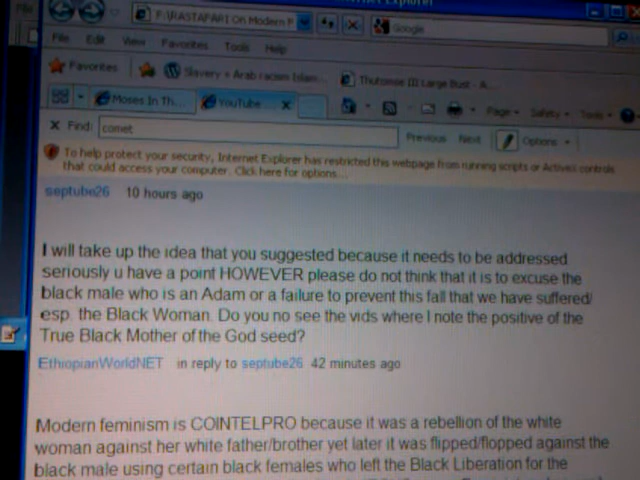 Explorer
F:\RASTAFARI On Modern F
Google
File Edit View Favorites Tools Help
Favorites Slavery + Arab racism Islam... Thutmose III Large Bust - A...
Moses In Th... YouTube X Page Safety Tools
X Find: comet Previous Next Options
To help protect your security, Internet Explorer has restricted this webpage from running scripts or ActiveX controls
that could access your computer. Click here for options...
septube26 10 hours ago
I will take up the idea that you suggested because it needs to be addressed
seriously u have a point HOWEVER please do not think that it is to excuse the
black male who is an Adam or a failure to prevent this fall that we have suffered/
esp. the Black Woman. Do you no see the vids where I note the positive of the
True Black Mother of the God seed?
EthiopianWorldNET in reply to septube26 42 minutes ago
Modern feminism is COINTELPRO because it was a rebellion of the white
woman against her white father/brother yet later it was flipped/flopped against the
black male using certain black females who left the Black Liberation for the